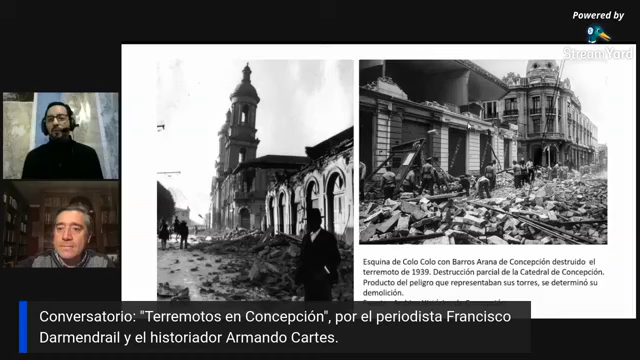 Powered by
StreamYard
Esquina de Colo Colo con Barros Arana de Concepción destruido el
terremoto de 1939. Destrucción parcial de la Catedral de Concepción.
Producto del peligro que representaban sus torres, se determinó su
demolición.
Conversatorio: "Terremotos en Concepción", por el periodista Francisco
Darmendrail y el historiador Armando Cartes.